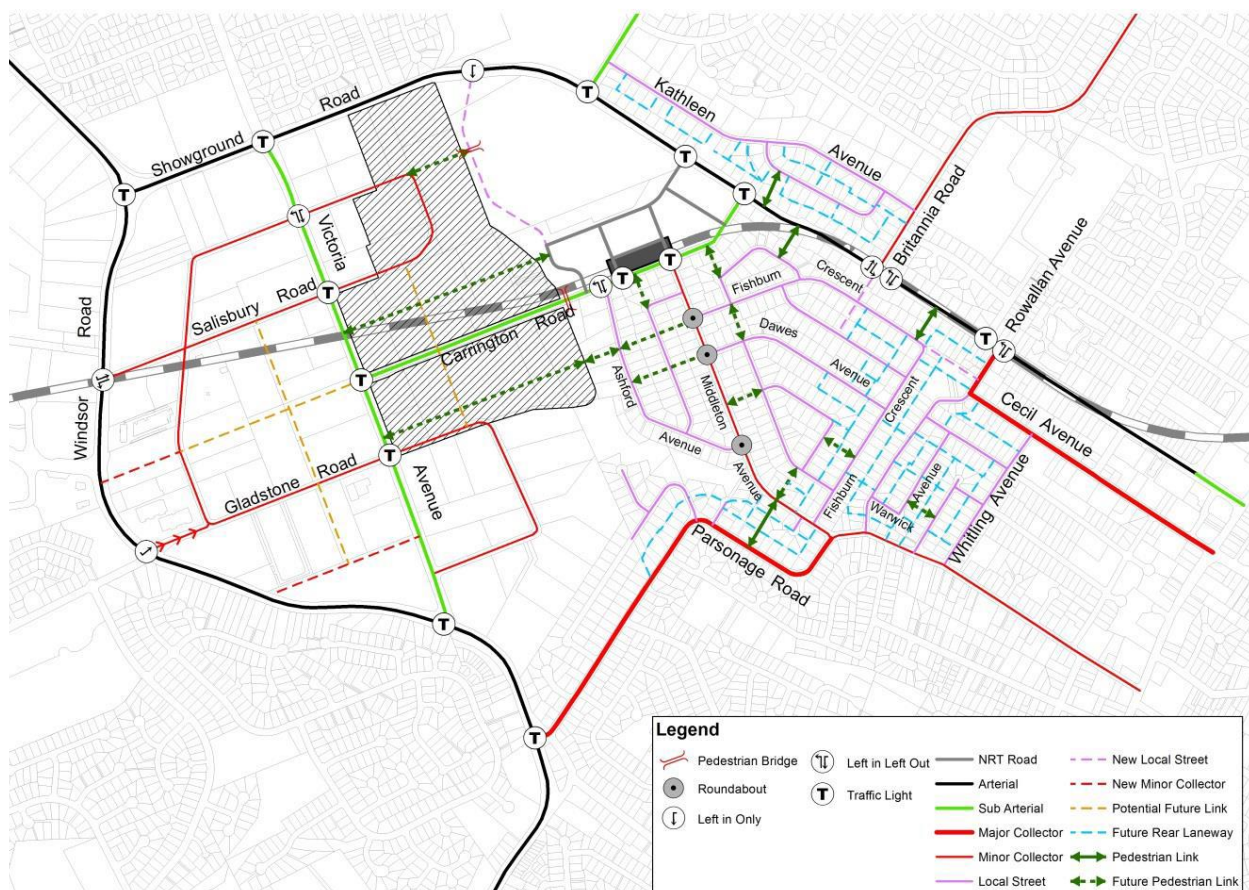 Kathleen
Avenue
Showground
Road
Britannia Road
Rowallan Avenue
Victoria
Crescent
Fishburn
Salisbury
Road
Windsor
Road
Carrington
Road
Dawes
Avenue
Crescent
Cecil Avenue
Ashford
Middleton
Avenue
Avenue
Gladstone
Road
Avenue
Fishburn
Warwick
Avenue
Whitling Avenue
Parsonage Road
T
T
T
T
T
T
T
T
T
T
T
T
T
T
Legend
Pedestrian Bridge
Roundabout
Left in Only
Left in Left Out
T
Traffic Light
NRT Road
Arterial
Sub Arterial
Major Collector
Minor Collector
Local Street
New Local Street
New Minor Collector
Potential Future Link
Future Rear Laneway
Pedestrian Link
Future Pedestrian Link